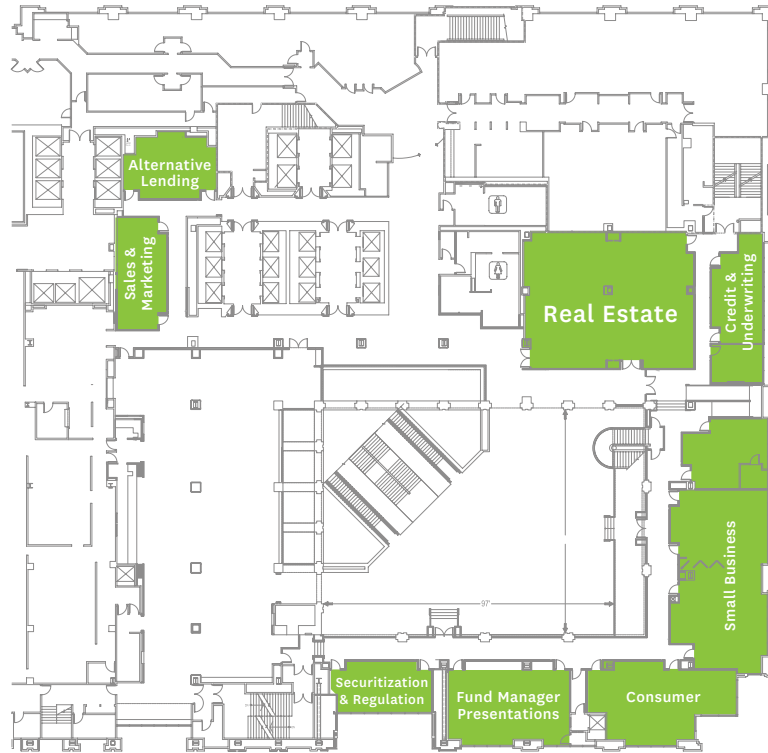 Alternative
Lending
Sales &
Marketing
Real Estate
Credit &
Underwriting
Small Business
97'
Securitization
& Regulation
Fund Manager
Presentations
Consumer